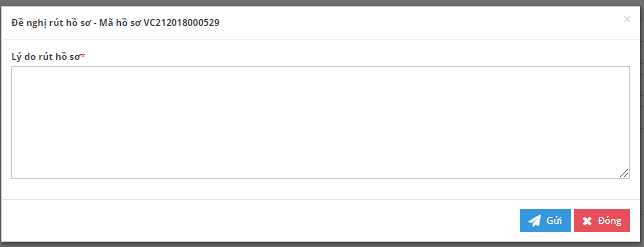 Đề nghị rút hồ sơ - Mã hồ sơ VC212018000529
×
Lý do rút hồ sơ*
Gửi
Đóng